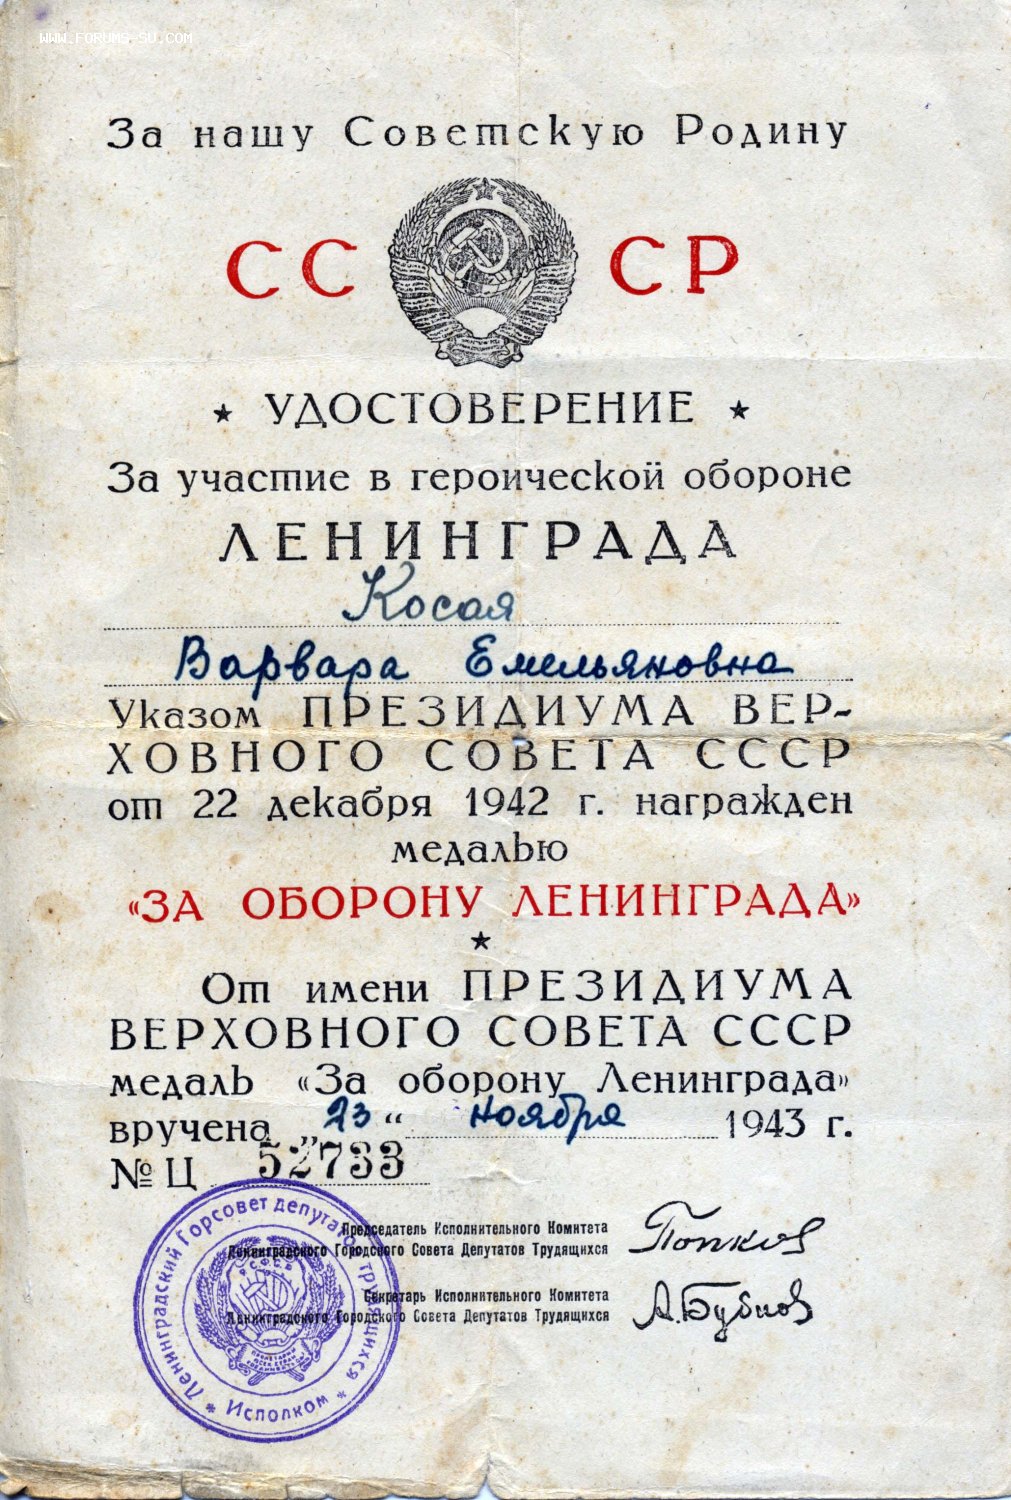 WWW.FORUMS-SU.COM
За нашу Советскую Родину
СССР
★ УДОСТОВЕРЕНИЕ ★
За участие в героической обороне
ЛЕНИНГРАДА
Косая
Варвара Емельяновна
Указом ПРЕЗИДИУМА ВЕР-
ХОВНОГО СОВЕТА СССР
от 22 декабря 1942 г. награжден
медалью
«ЗА ОБОРОНУ ЛЕНИНГРАДА»
★
От имени ПРЕЗИДИУМА
ВЕРХОВНОГО СОВЕТА СССР
медаль «За оборону Ленинграда»
вручена „23“ ноября 1943 г.
№ Ц 52733
Председатель Исполнительного Комитета
Ленинградского Городского Совета Депутатов Трудящихся
Попков
Секретарь Исполнительного Комитета
Ленинградского Городского Совета Депутатов Трудящихся
А.Бубнов
Ленинградский Горсовет депутатов трудящихся
* Исполком *
РСФСР